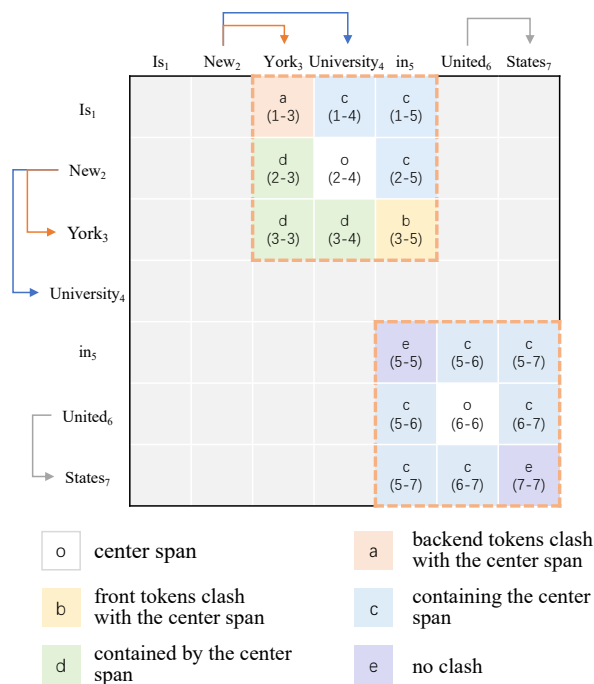 Is1 New2 York3 University4 in5 United6 States7
Is1 a c c
(1-3) (1-4) (1-5)
New2 d o c
(2-3) (2-4) (2-5)
York3 d d b
(3-3) (3-4) (3-5)
University4
in5 e c c
(5-5) (5-6) (5-7)
United6 c o c
(5-6) (6-6) (6-7)
States7 c c e
(5-7) (6-7) (7-7)
o center span
a backend tokens clash
with the center span
b front tokens clash
with the center span
c containing the center
span
d contained by the center
span
e no clash